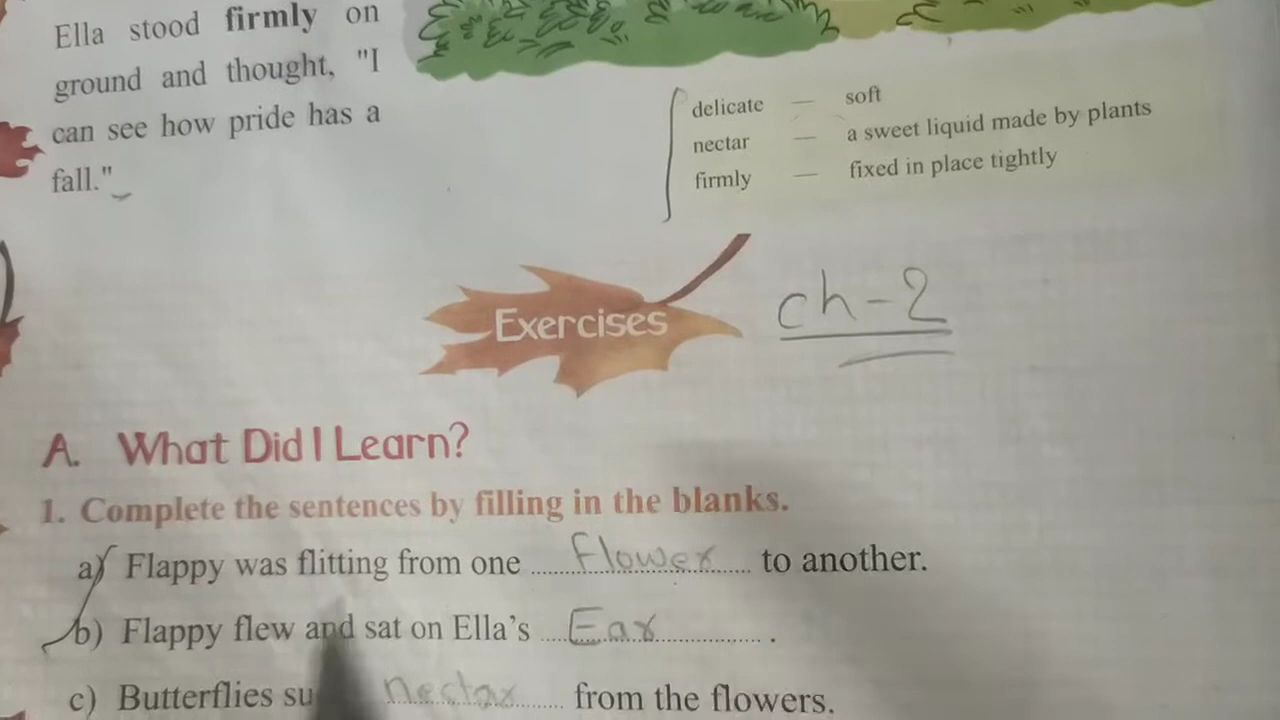 Ella stood firmly on
ground and thought, "I
can see how pride has a
fall."
delicate — soft
nectar — a sweet liquid made by plants
firmly — fixed in place tightly
Exercises
ch-2
A. What Did I Learn?
1. Complete the sentences by filling in the blanks.
a) Flappy was flitting from one Flower to another.
b) Flappy flew and sat on Ella's Ear.
c) Butterflies nectar from the flowers.